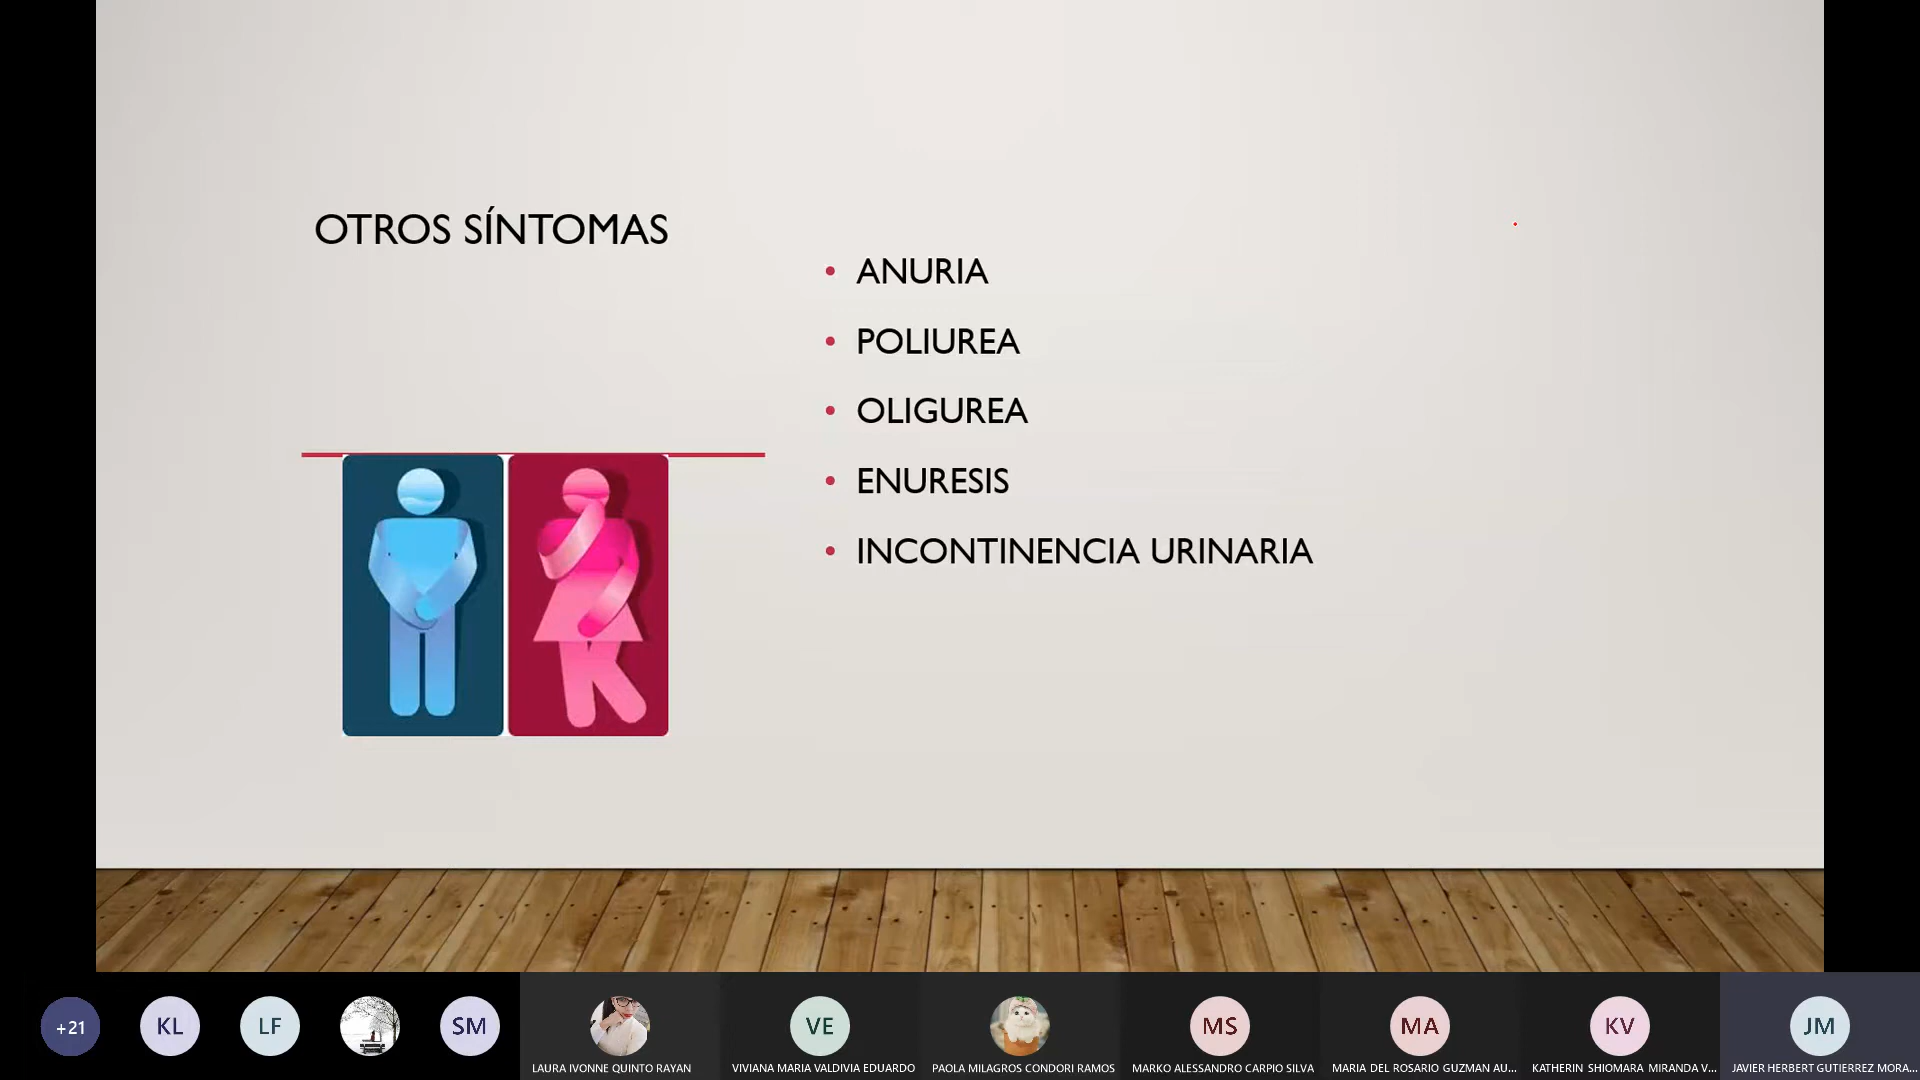 OTROS SÍNTOMAS
• ANURIA
• POLIUREA
• OLIGUREA
• ENURESIS
• INCONTINENCIA URINARIA
+21
KL
LF
SM
VE
MS
MA
KV
JM
LAURA IVONNE QUINTO RAYAN
VIVIANA MARIA VALDIVIA EDUARDO
PAOLA MILAGROS CONDORI RAMOS
MARKO ALESSANDRO CARPIO SILVA
MARIA DEL ROSARIO GUZMAN AU...
KATHERIN SHIOMARA MIRANDA V...
JAVIER HERBERT GUTIERREZ MORA...